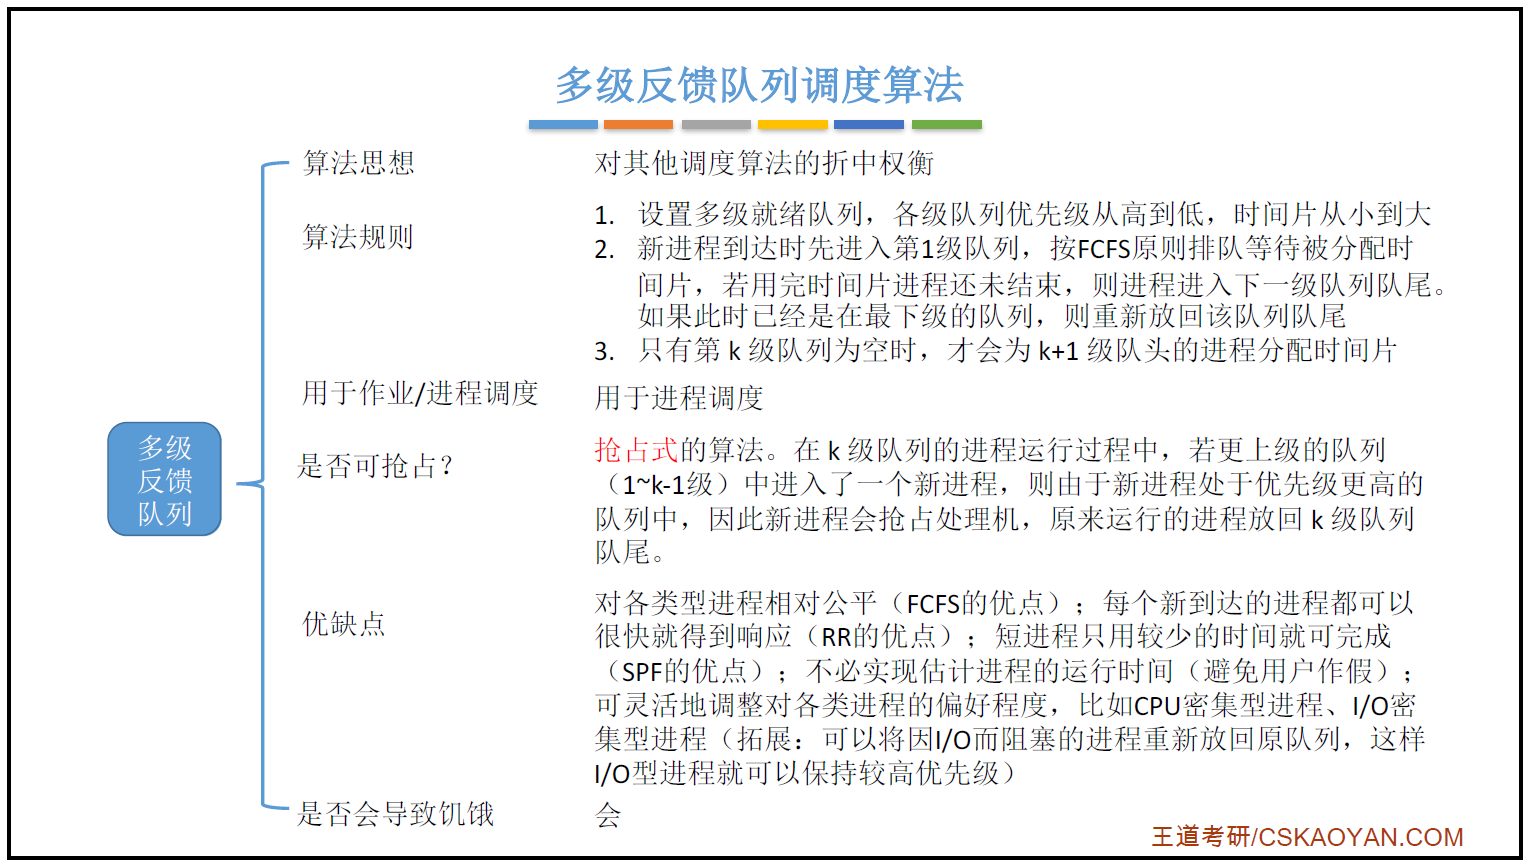 多级反馈队列调度算法
算法思想
对其他调度算法的折中权衡
算法规则
1. 设置多级就绪队列，各级队列优先级从高到低，时间片从小到大
2. 新进程到达时先进入第1级队列，按FCFS原则排队等待被分配时
间片，若用完时间片进程还未结束，则进程进入下一级队列队尾。
如果此时已经是在最下级的队列，则重新放回该队列队尾
3. 只有第 k 级队列为空时，才会为 k+1 级队头的进程分配时间片
用于作业/进程调度
用于进程调度
多级
反馈
队列
是否可抢占？
抢占式的算法。在 k 级队列的进程运行过程中，若更上级的队列
（1~k-1级）中进入了一个新进程，则由于新进程处于优先级更高的
队列中，因此新进程会抢占处理机，原来运行的进程放回 k 级队列
队尾。
优缺点
对各类型进程相对公平（FCFS的优点）；每个新到达的进程都可以
很快就得到响应（RR的优点）；短进程只用较少的时间就可完成
（SPF的优点）；不必实现估计进程的运行时间（避免用户作假）；
可灵活地调整对各类进程的偏好程度，比如CPU密集型进程、I/O密
集型进程（拓展：可以将因I/O而阻塞的进程重新放回原队列，这样
I/O型进程就可以保持较高优先级）
是否会导致饥饿
会
王道考研/CSKAOYAN.COM